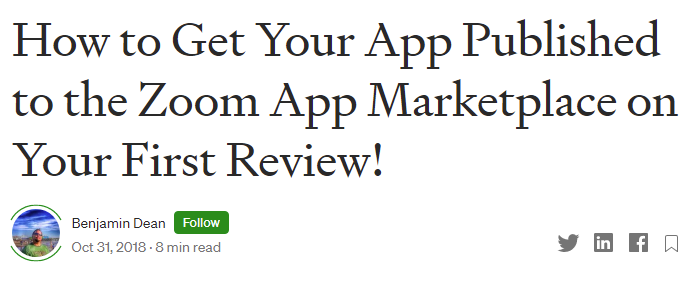 How to Get Your App Published
to the Zoom App Marketplace on
Your First Review!
Benjamin Dean Follow
Oct 31, 2018 · 8 min read